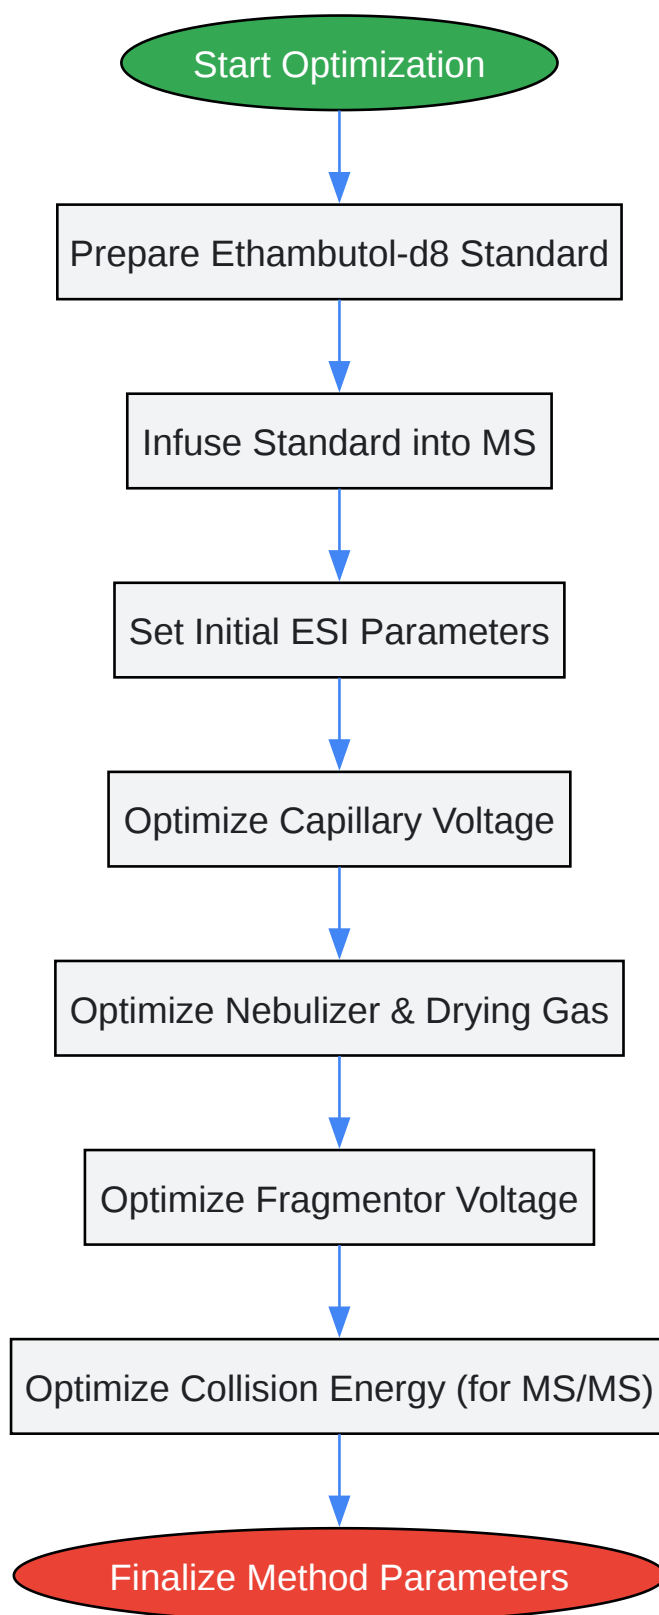 Start Optimization
Prepare Ethambutol-d8 Standard
Infuse Standard into MS
Set Initial ESI Parameters
Optimize Capillary Voltage
Optimize Nebulizer & Drying Gas
Optimize Fragmentor Voltage
Optimize Collision Energy (for MS/MS)
Finalize Method Parameters